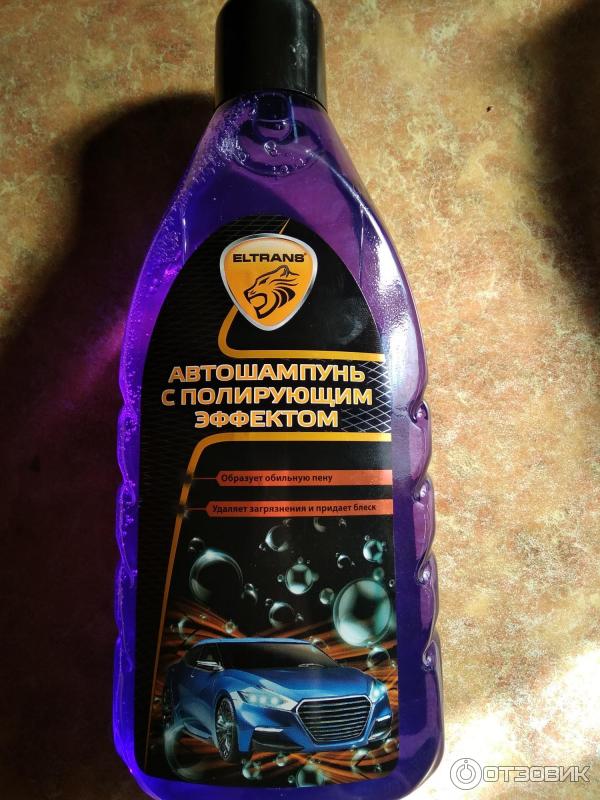 ELTRANS®
АВТОШАМПУНЬ
С ПОЛИРУЮЩИМ
ЭФФЕКТОМ
Образует обильную пену
Удаляет загрязнения и придает блеск
ОТЗОВИК